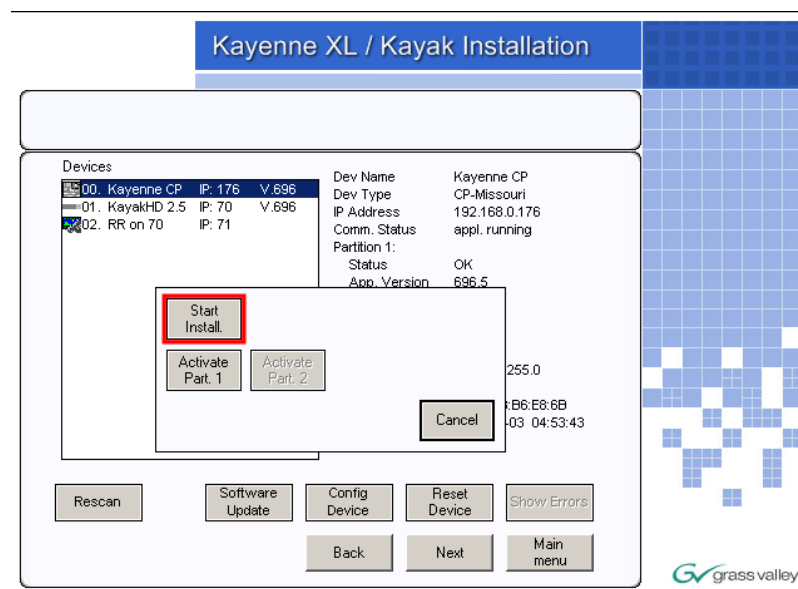 Kayenne XL / Kayak Installation
Devices
00. Kayenne CP IP: 176 V.696
01. KayakHD 2.5 IP: 70 V.696
02. RR on 70 IP: 71
Dev Name Kayenne CP
Dev Type CP-Missouri
IP Address 192.168.0.176
Comm. Status appl. running
Partition 1:
Status OK
App. Version 696.5
Start
Install.
Activate
Part. 1
Activate
Part. 2
255.0
:B6:E8:6B
-03 04:53:43
Cancel
Rescan
Software
Update
Config
Device
Reset
Device
Show Errors
Back
Next
Main
menu
grass valley